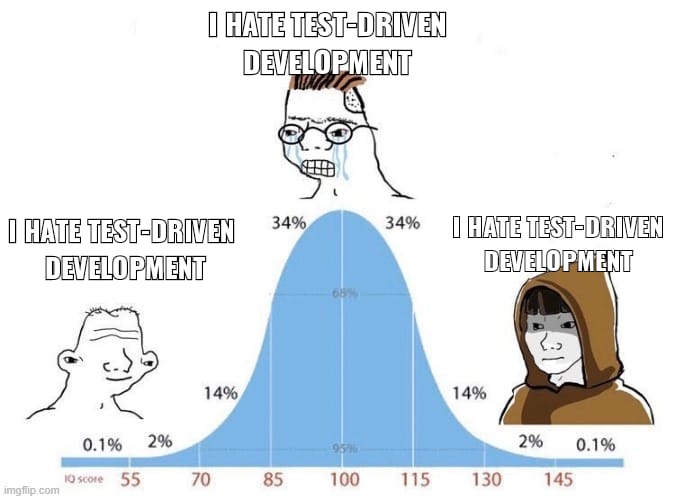 I HATE TEST-DRIVEN
DEVELOPMENT
I HATE TEST-DRIVEN
DEVELOPMENT
I HATE TEST-DRIVEN
DEVELOPMENT
34% 34%
68%
14% 14%
0.1% 2% 95% 2% 0.1%
IQ score 55 70 85 100 115 130 145
imgflip.com